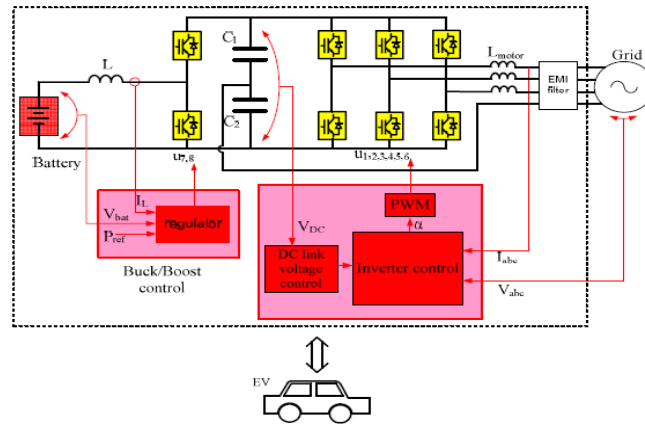 C1
L
Lmotor
Grid
EMI
filter
C2
Battery
u7,8
u1,2,3,4,5,6
IL
Vbat
Pref
regulator
Buck/Boost
control
VDC
PWM
α
DC link
voltage
control
Inverter control
Iabc
Vabc
EV